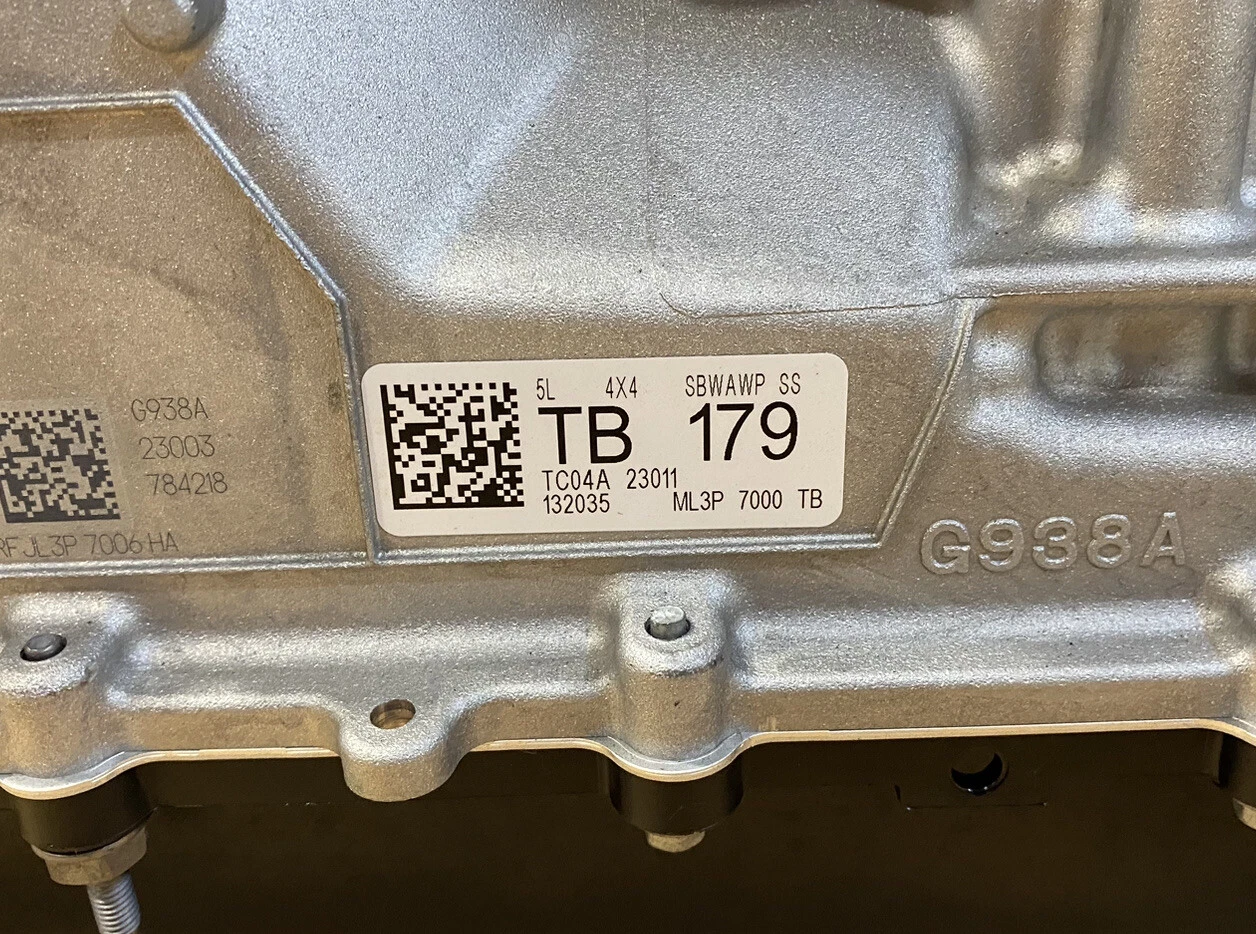 G938A
23003
784218
RF JL3P 7006 HA
5L 4X4 SBWAWP SS
TB 179
TC04A 23011
132035 ML3P 7000 TB
G938A